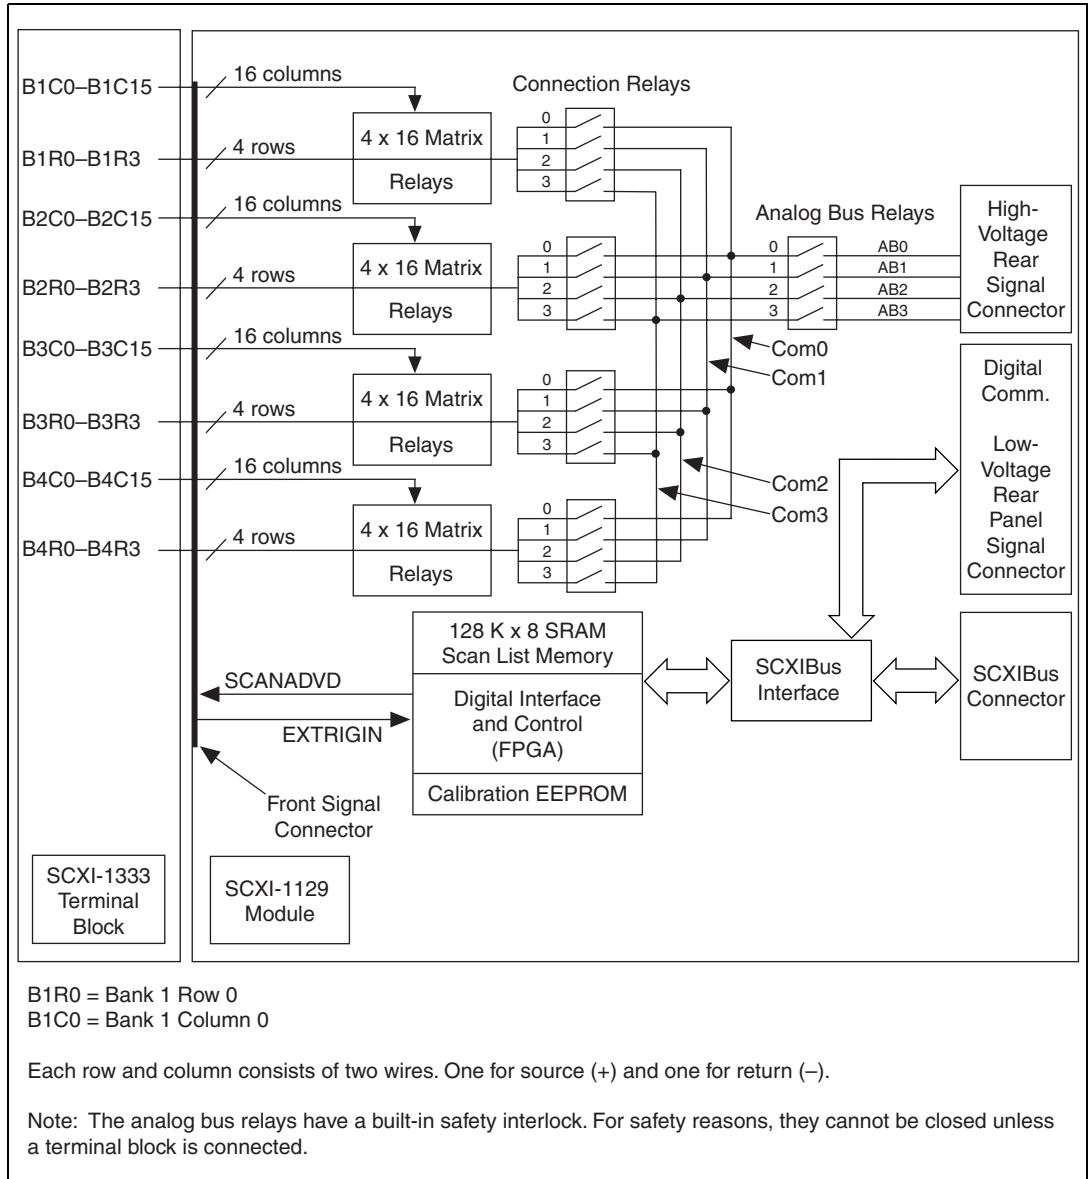 B1C0–B1C15
16 columns
Connection Relays
4 x 16 Matrix
Relays
0
1
2
3
B1R0–B1R3
4 rows
B2C0–B2C15
16 columns
Analog Bus Relays
High-
Voltage
Rear
Signal
Connector
4 x 16 Matrix
Relays
0
1
2
3
0
1
2
3
AB0
AB1
AB2
AB3
B2R0–B2R3
4 rows
B3C0–B3C15
16 columns
Com0
Com1
Digital
Comm.
Low-
Voltage
Rear
Panel
Signal
Connector
4 x 16 Matrix
Relays
0
1
2
3
B3R0–B3R3
4 rows
B4C0–B4C15
16 columns
Com2
Com3
4 x 16 Matrix
Relays
0
1
2
3
B4R0–B4R3
4 rows
128 K x 8 SRAM
Scan List Memory
SCANADVD
Digital Interface
and Control
(FPGA)
EXTRIGIN
Calibration EEPROM
SCXIBus
Interface
SCXIBus
Connector
Front Signal
Connector
SCXI-1333
Terminal
Block
SCXI-1129
Module
B1R0 = Bank 1 Row 0
B1C0 = Bank 1 Column 0
Each row and column consists of two wires. One for source (+) and one for return (–).
Note: The analog bus relays have a built-in safety interlock. For safety reasons, they cannot be closed unless
a terminal block is connected.